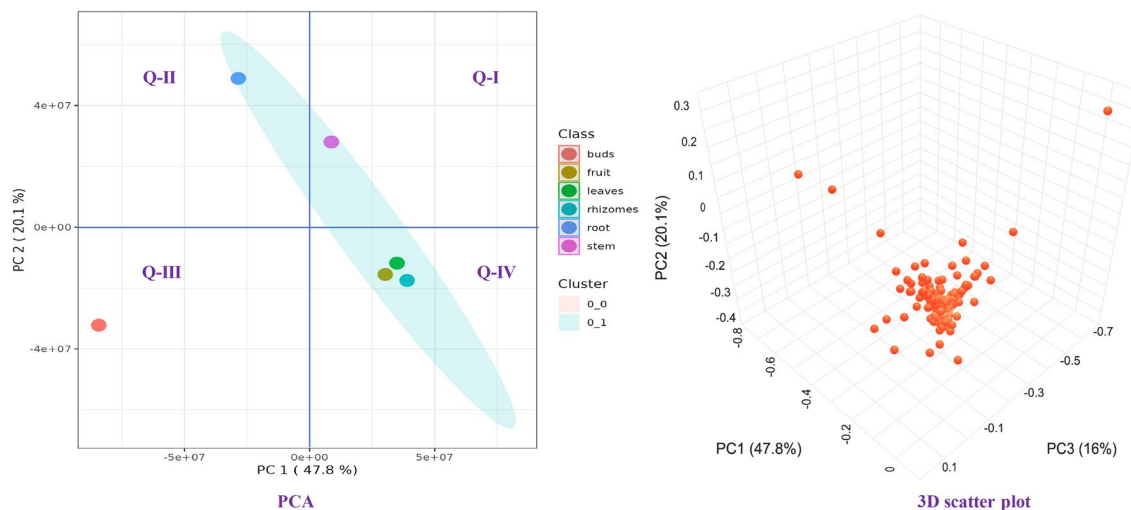 Q-II
Q-I
Q-III
Q-IV
4e+07
0e+00
-4e+07
PC 2 ( 20.1 %)
-5e+07
0e+00
5e+07
PC 1 ( 47.8 %)
PCA
Class
buds
fruit
leaves
rhizomes
root
stem
Cluster
0_0
0_1
0.3
0.2
0.1
0
-0.1
-0.2
-0.3
-0.4
PC2 (20.1%)
-0.8
-0.6
-0.4
-0.2
0
PC1 (47.8%)
-0.7
-0.5
-0.3
-0.1
0.1
PC3 (16%)
3D scatter plot